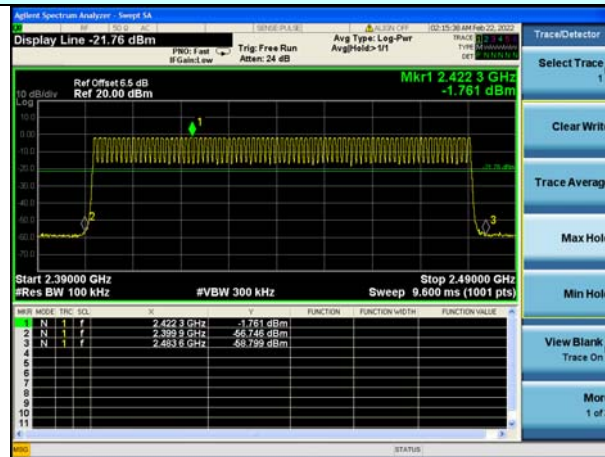 Agilent Spectrum Analyzer - Swept SA
RF 50 Ω AC SENSE:PULSE ALIGN OFF 02:15:36 AM Feb 22, 2022
Display Line -21.76 dBm
PNO: Fast
IFGain:Low
Trig: Free Run
Atten: 24 dB
Avg Type: Log-Pwr
Avg|Hold:> 1/1
TRACE 1 2 3 4 5 6
TYPE M
DET P N N N N N
Ref Offset 6.5 dB
Ref 20.00 dBm
10 dB/div
Log
Mkr1 2.422 3 GHz
-1.761 dBm
10.0
0.00
-10.0
-20.0
-30.0
-40.0
-50.0
-60.0
-70.0
1
2
3
-21.76 dBm
Start 2.39000 GHz
Stop 2.49000 GHz
#Res BW 100 kHz
#VBW 300 kHz
Sweep 9.600 ms (1001 pts)
MKR MODE TRC SCL X Y FUNCTION FUNCTION WIDTH FUNCTION VALUE
1 N 1 f 2.422 3 GHz -1.761 dBm
2 N 1 f 2.399 9 GHz -56.746 dBm
3 N 1 f 2.483 6 GHz -58.799 dBm
4
5
6
7
8
9
10
11
MSG
STATUS
Trace/Detector
Select Trace
1
Clear Write
Trace Average
Max Hold
Min Hold
View Blank
Trace On
More
1 of